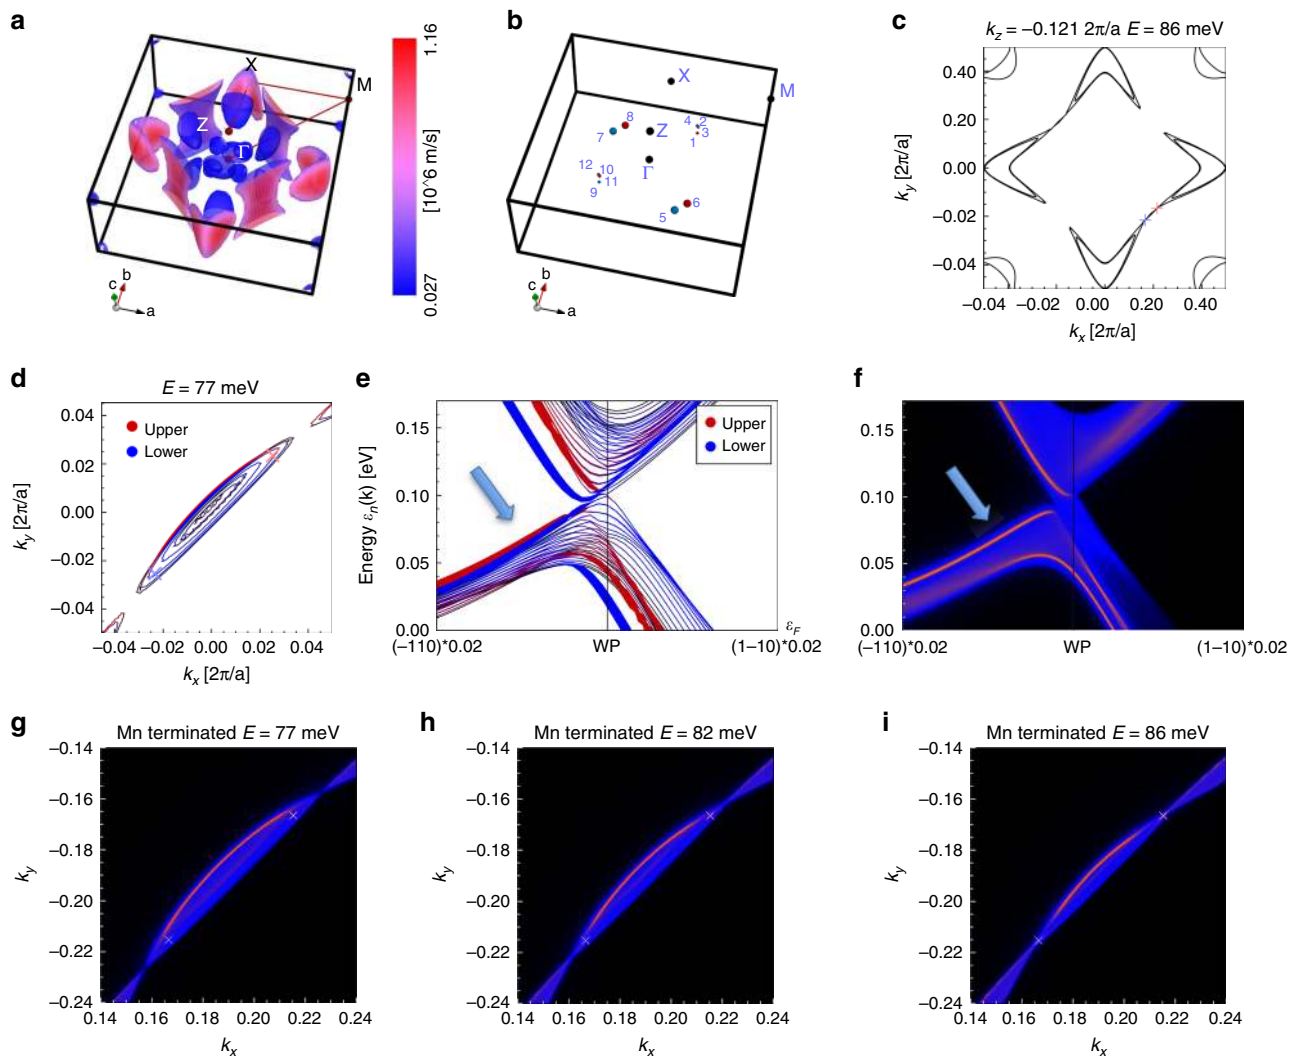 a
X
M
Z
Γ
1.16
[10^6 m/s]
0.027
b
c
a
b
X
M
8
7
Z
4
2
3
1
Γ
12
10
11
9
6
5
b
c
a
c
k_z = −0.121 2π/a E = 86 meV
k_y [2π/a]
0.40
0.20
0.00
−0.02
−0.04
−0.04
−0.02
0.00
0.20
0.50
k_x [2π/a]
d
E = 77 meV
Upper
Lower
k_y [2π/a]
0.04
0.02
0.00
−0.02
−0.04
−0.04
−0.02
0.00
0.02
0.04
k_x [2π/a]
e
Energy ε_n(k) [eV]
Upper
Lower
0.15
0.10
0.05
0.00
ε_F
(−110)*0.02
WP
(1−10)*0.02
f
0.15
0.10
0.05
0.00
(−110)*0.02
WP
(1−10)*0.02
g
Mn terminated E = 77 meV
k_y
−0.14
−0.16
−0.18
−0.20
−0.22
−0.24
0.14
0.16
0.18
0.20
0.22
0.24
k_x
h
Mn terminated E = 82 meV
k_y
−0.14
−0.16
−0.18
−0.20
−0.22
−0.24
0.14
0.16
0.18
0.20
0.22
0.24
k_x
i
Mn terminated E = 86 meV
k_y
−0.14
−0.16
−0.18
−0.20
−0.22
−0.24
0.14
0.16
0.18
0.20
0.22
0.24
k_x